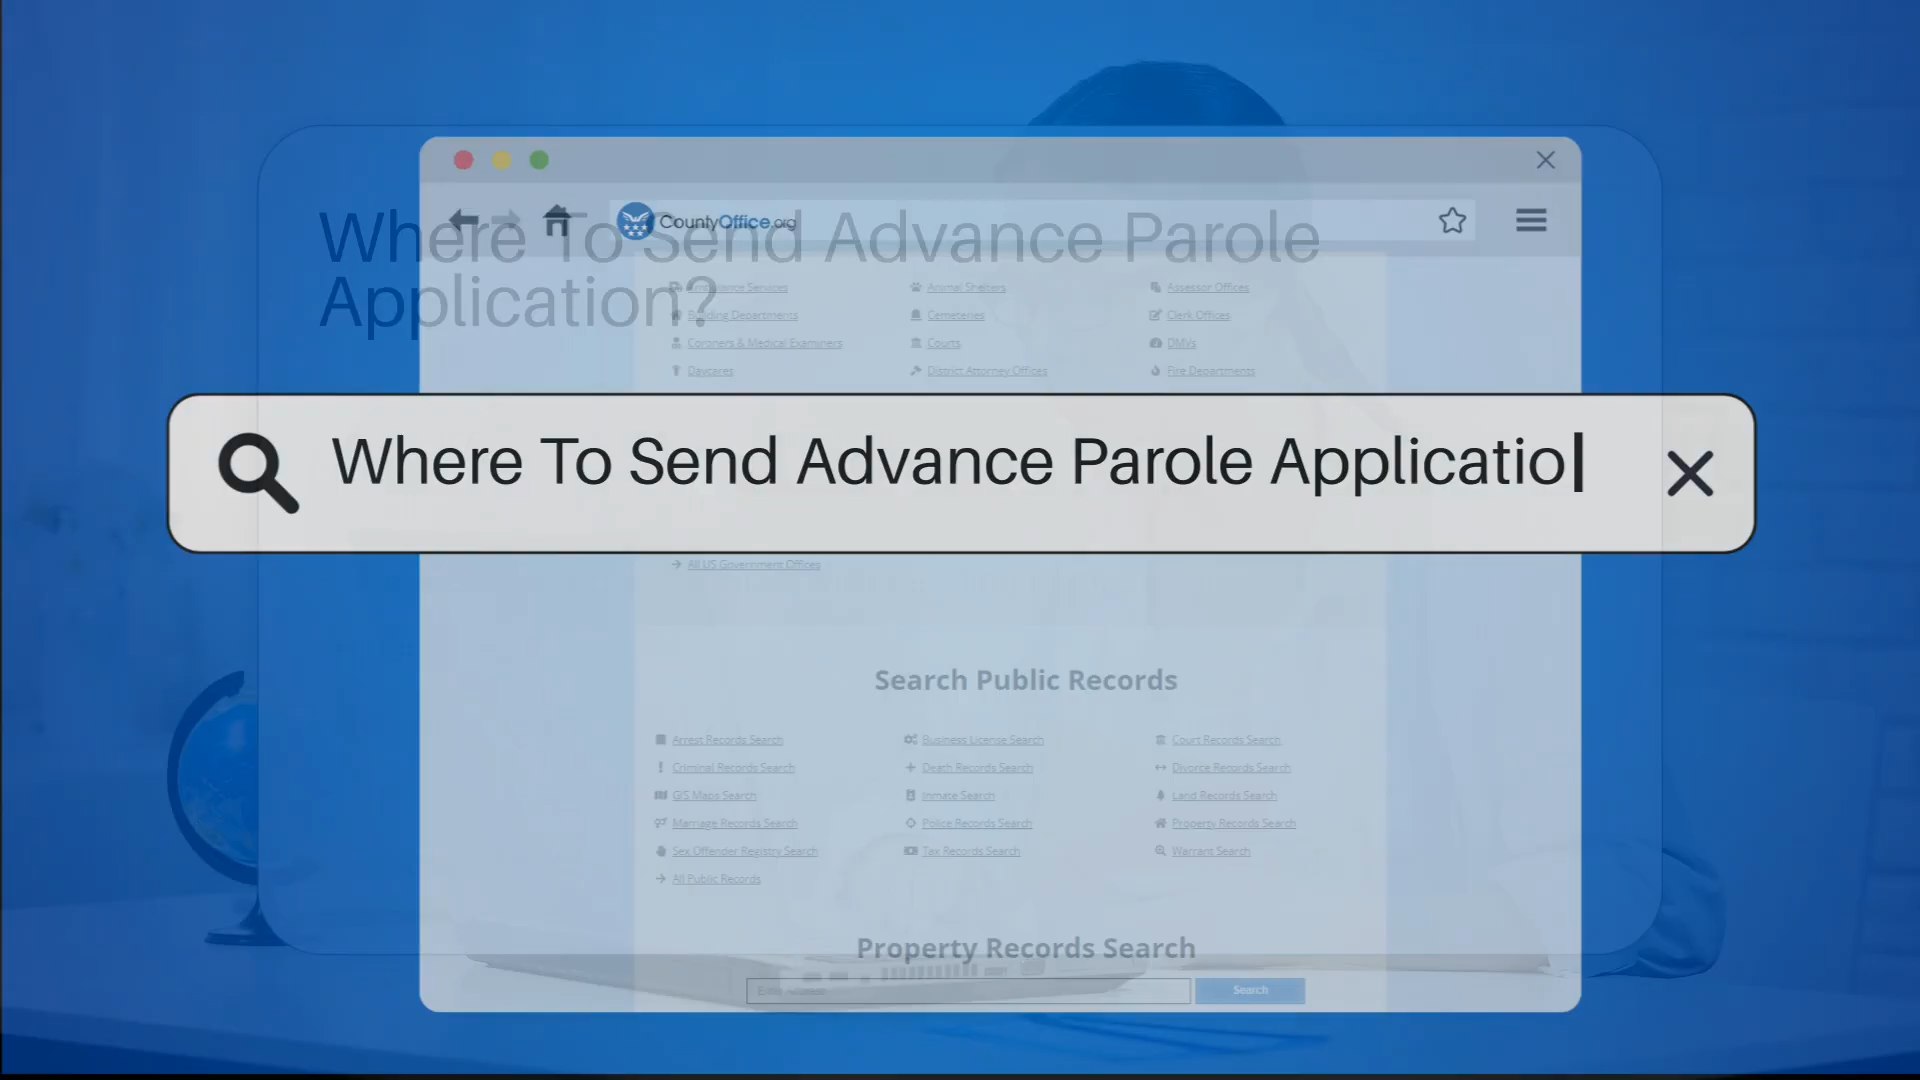 CountyOffice.org
Where To Send Advance Parole
Application?
Ambulance Services
Animal Shelters
Assessor Offices
Building Departments
Cemeteries
Clerk Offices
Coroners & Medical Examiners
Courts
DMVs
Daycares
District Attorney Offices
Fire Departments
Where To Send Advance Parole Applicatio
All US Government Offices
Search Public Records
Arrest Records Search
Business License Search
Court Records Search
Criminal Records Search
Death Records Search
Divorce Records Search
GIS Maps Search
Inmate Search
Land Records Search
Marriage Records Search
Police Records Search
Property Records Search
Sex Offender Registry Search
Tax Records Search
Warrant Search
All Public Records
Property Records Search
Search